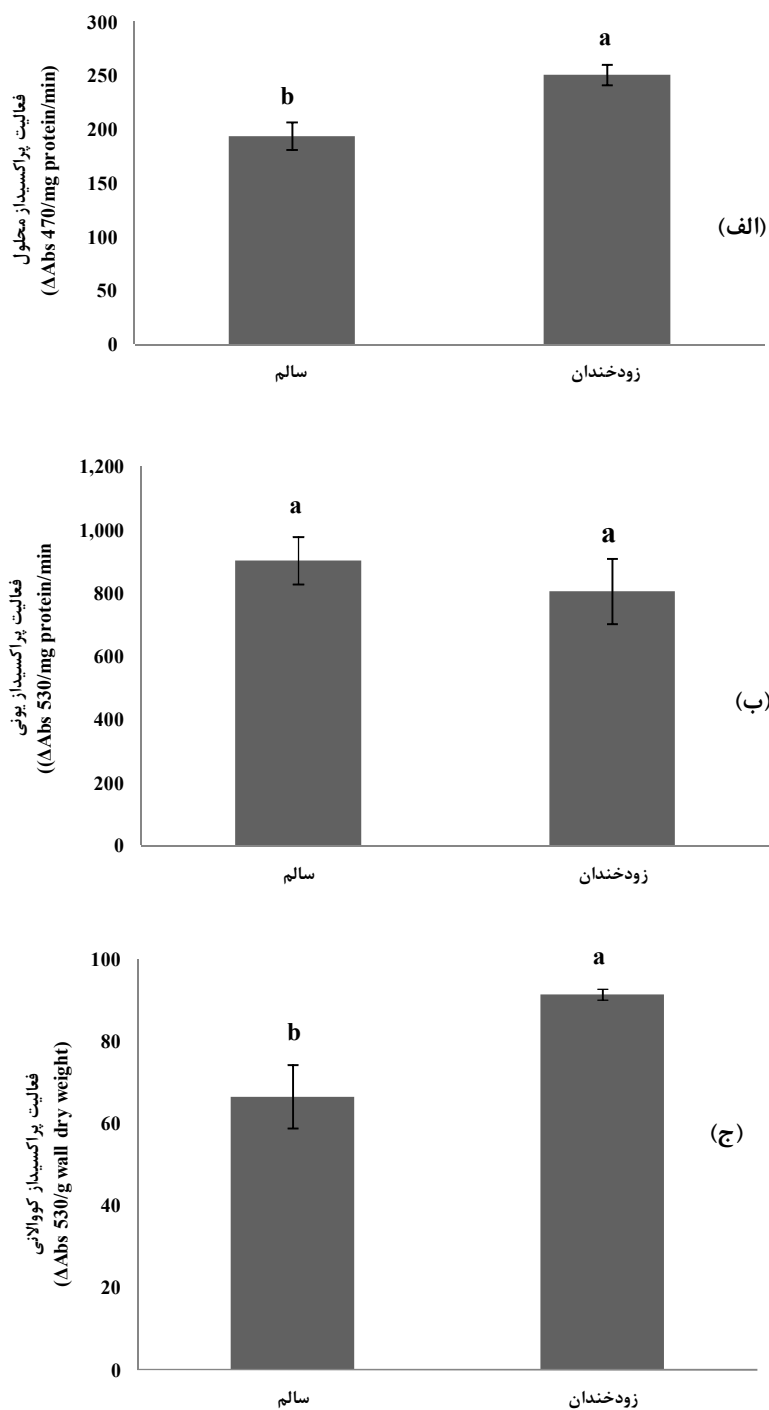 فعالیت پراکسیداز محلول
(ΔAbs 470/mg protein/min)
300
250
200
150
100
50
0
b
a
سالم
زودخندان
(الف)
فعالیت پراکسیداز یونی
((ΔAbs 530/mg protein/min
1,200
1,000
800
600
400
200
0
a
a
سالم
زودخندان
(ب)
فعالیت پراکسیداز کووالانی
(ΔAbs 530/g wall dry weight)
100
80
60
40
20
0
b
a
سالم
زودخندان
(ج)